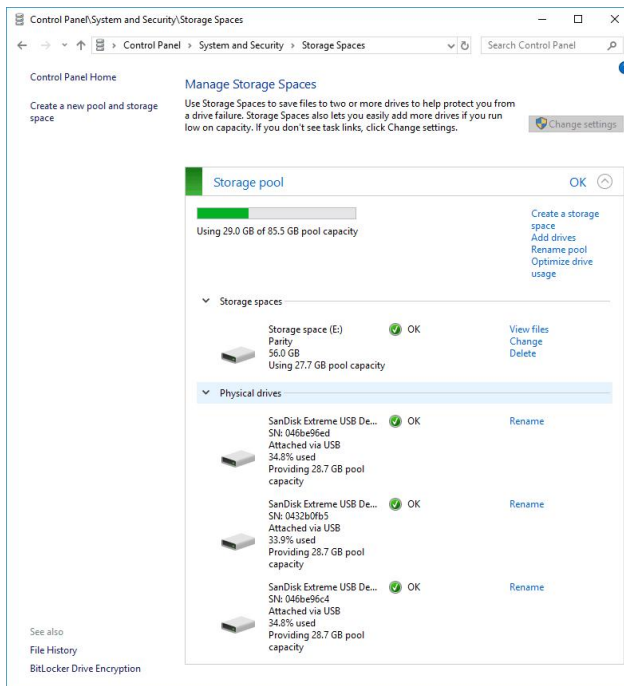 Control Panel\System and Security\Storage Spaces
Control Panel > System and Security > Storage Spaces
Search Control Panel
Control Panel Home
Create a new pool and storage
space
Manage Storage Spaces
Use Storage Spaces to save files to two or more drives to help protect you from
a drive failure. Storage Spaces also lets you easily add more drives if you run
low on capacity. If you don't see task links, click Change settings.
Change settings
Storage pool
OK
Using 29.0 GB of 85.5 GB pool capacity
Create a storage
space
Add drives
Rename pool
Optimize drive
usage
Storage spaces
Storage space (E:)
Parity
56.0 GB
Using 27.7 GB pool capacity
OK
View files
Change
Delete
Physical drives
SanDisk Extreme USB De...
SN: 046be96ed
Attached via USB
34.8% used
Providing 28.7 GB pool
capacity
OK
Rename
SanDisk Extreme USB De...
SN: 0432b0fb5
Attached via USB
33.9% used
Providing 28.7 GB pool
capacity
OK
Rename
SanDisk Extreme USB De...
SN: 046be96c4
Attached via USB
34.8% used
Providing 28.7 GB pool
capacity
OK
Rename
See also
File History
BitLocker Drive Encryption